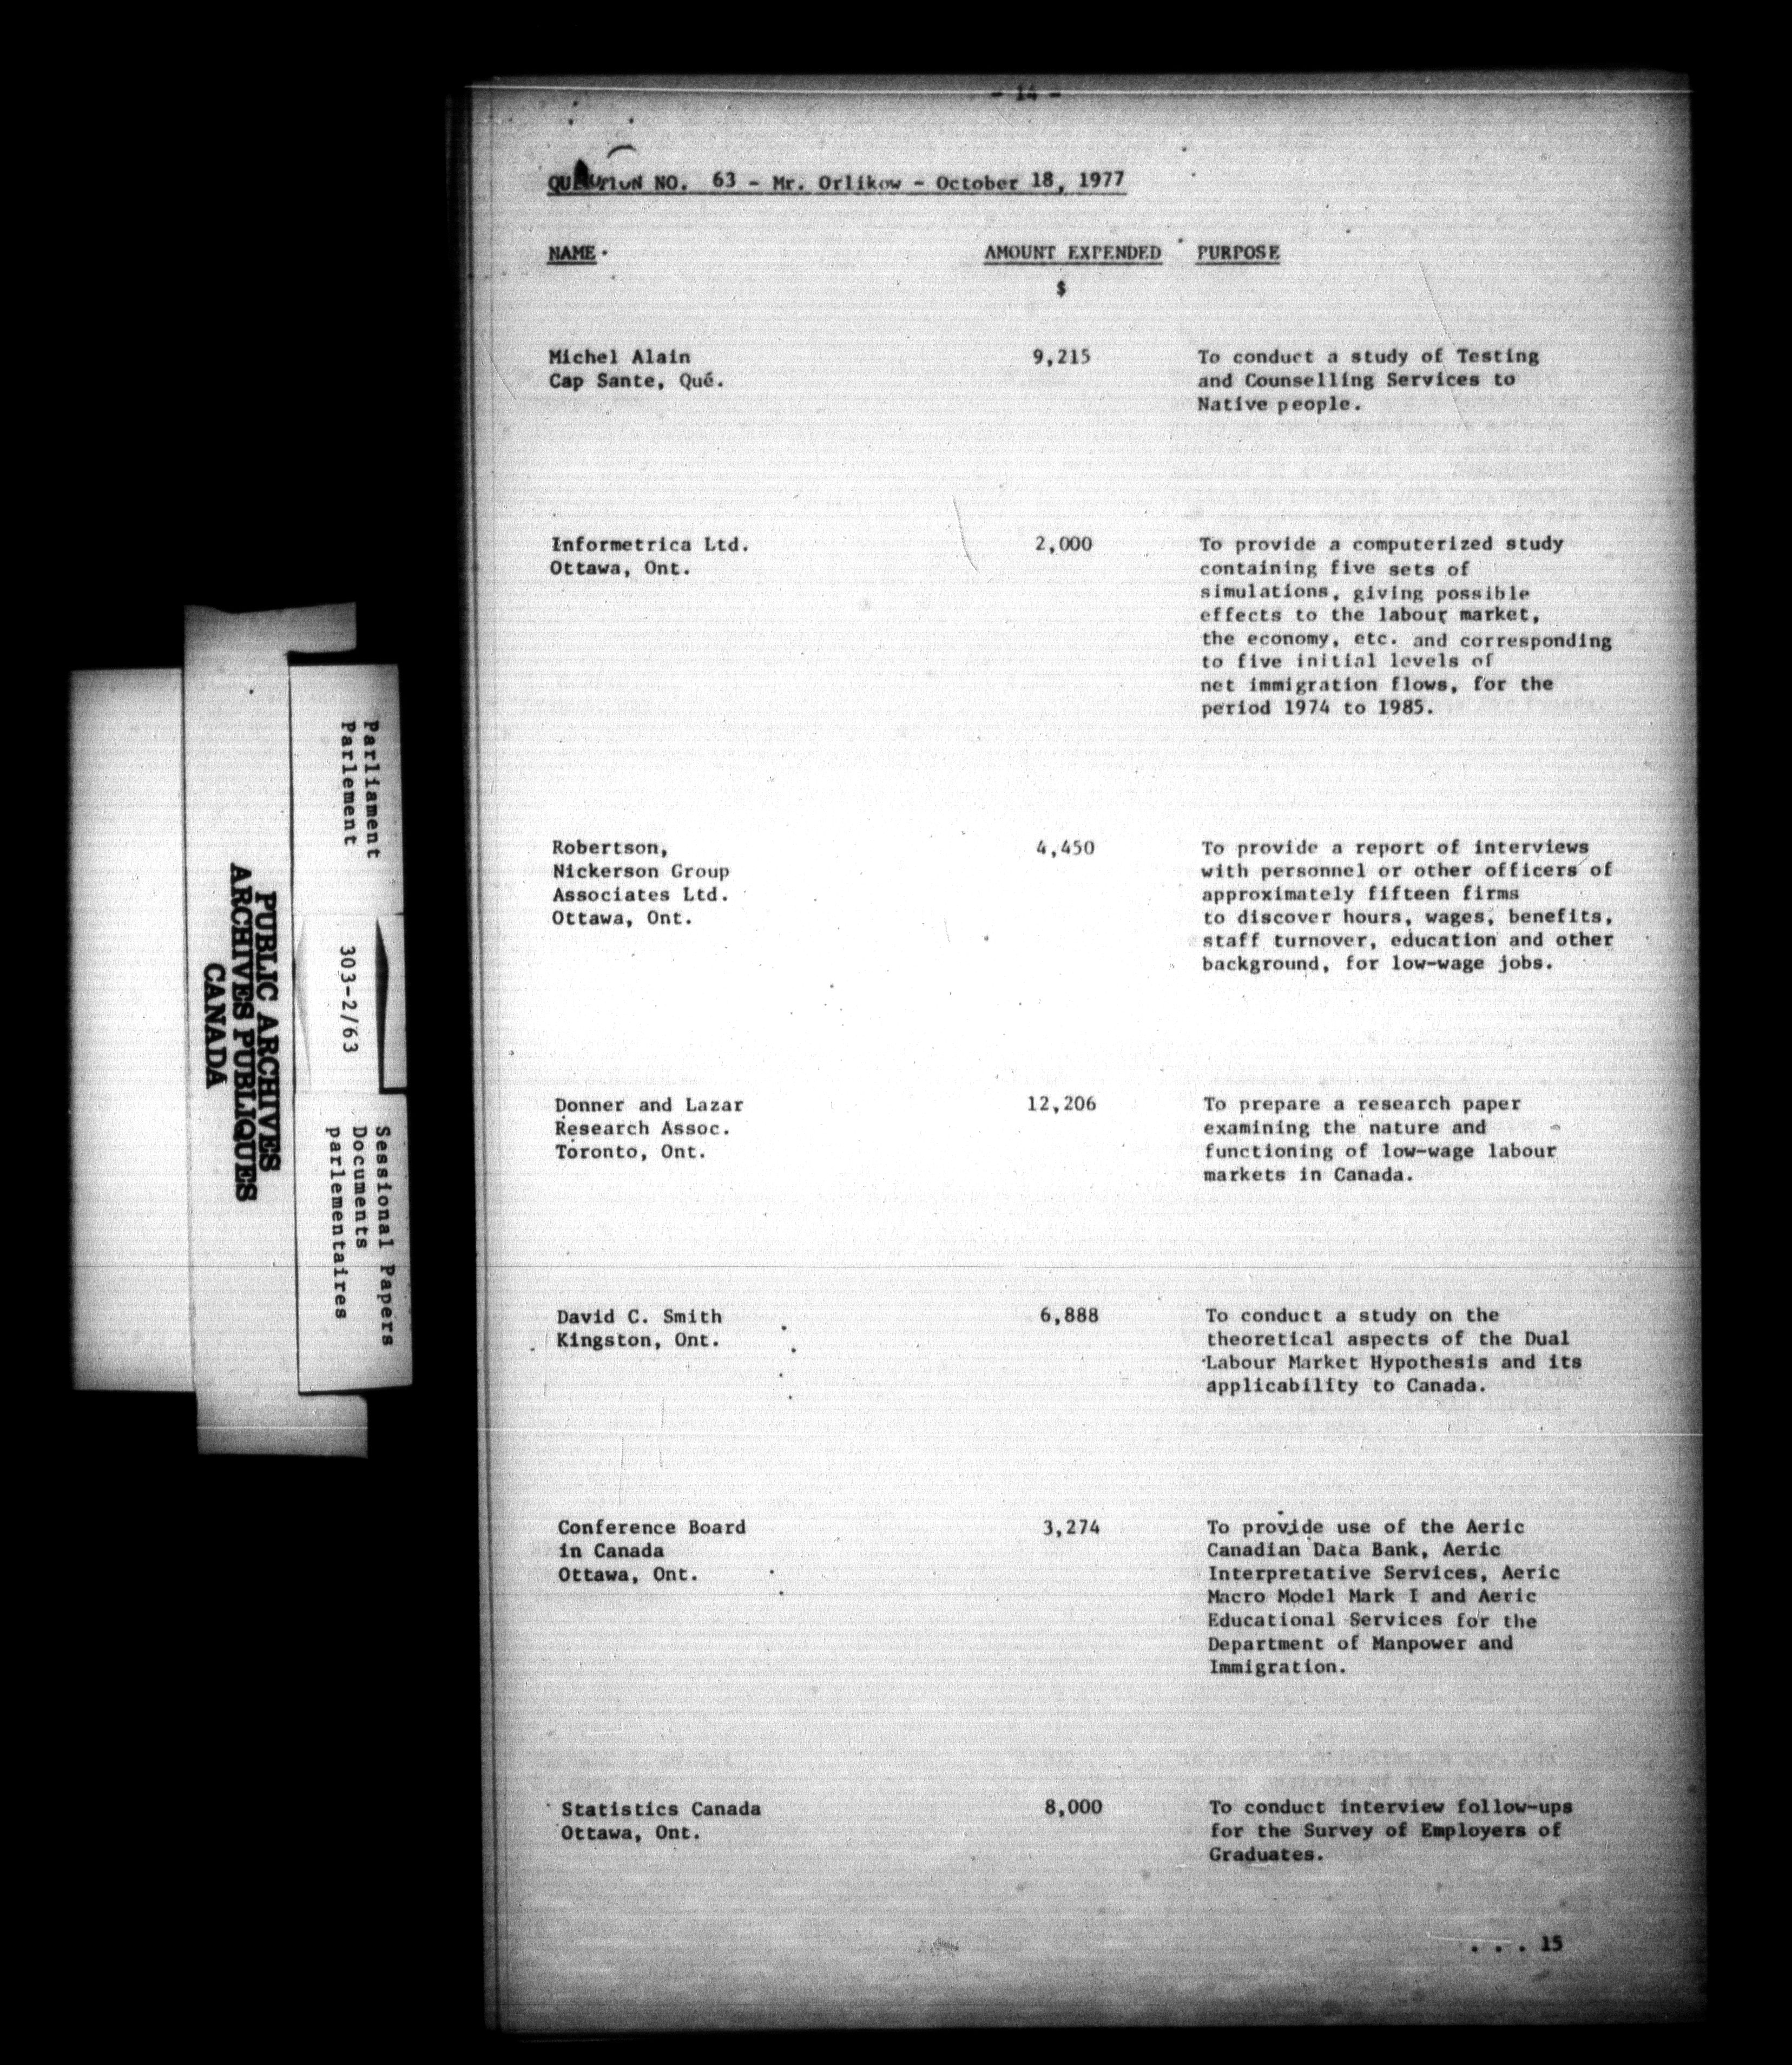 - 14 -
QUESTION NO. 63 - Mr. Orlikow - October 18, 1977
NAME AMOUNT EXPENDED PURPOSE
$
Michel Alain 9,215 To conduct a study of Testing
Cap Sante, Qué. and Counselling Services to
Native people.
Informetrica Ltd. 2,000 To provide a computerized study
Ottawa, Ont. containing five sets of
simulations, giving possible
effects to the labour market,
the economy, etc. and corresponding
to five initial levels of
net immigration flows, for the
period 1974 to 1985.
Robertson, 4,450 To provide a report of interviews
Nickerson Group with personnel or other officers of
Associates Ltd. approximately fifteen firms
Ottawa, Ont. to discover hours, wages, benefits,
staff turnover, education and other
background, for low-wage jobs.
Donner and Lazar 12,206 To prepare a research paper
Research Assoc. examining the nature and
Toronto, Ont. functioning of low-wage labour
markets in Canada.
David C. Smith 6,888 To conduct a study on the
Kingston, Ont. theoretical aspects of the Dual
Labour Market Hypothesis and its
applicability to Canada.
Conference Board 3,274 To provide use of the Aeric
in Canada Canadian Data Bank, Aeric
Ottawa, Ont. Interpretative Services, Aeric
Macro Model Mark I and Aeric
Educational Services for the
Department of Manpower and
Immigration.
Statistics Canada 8,000 To conduct interview follow-ups
Ottawa, Ont. for the Survey of Employers of
Graduates.
. . . 15
Parliament
Parlement
303-2/63
Sessional Papers
Documents
parlementaires
PUBLIC ARCHIVES
ARCHIVES PUBLIQUES
CANADA